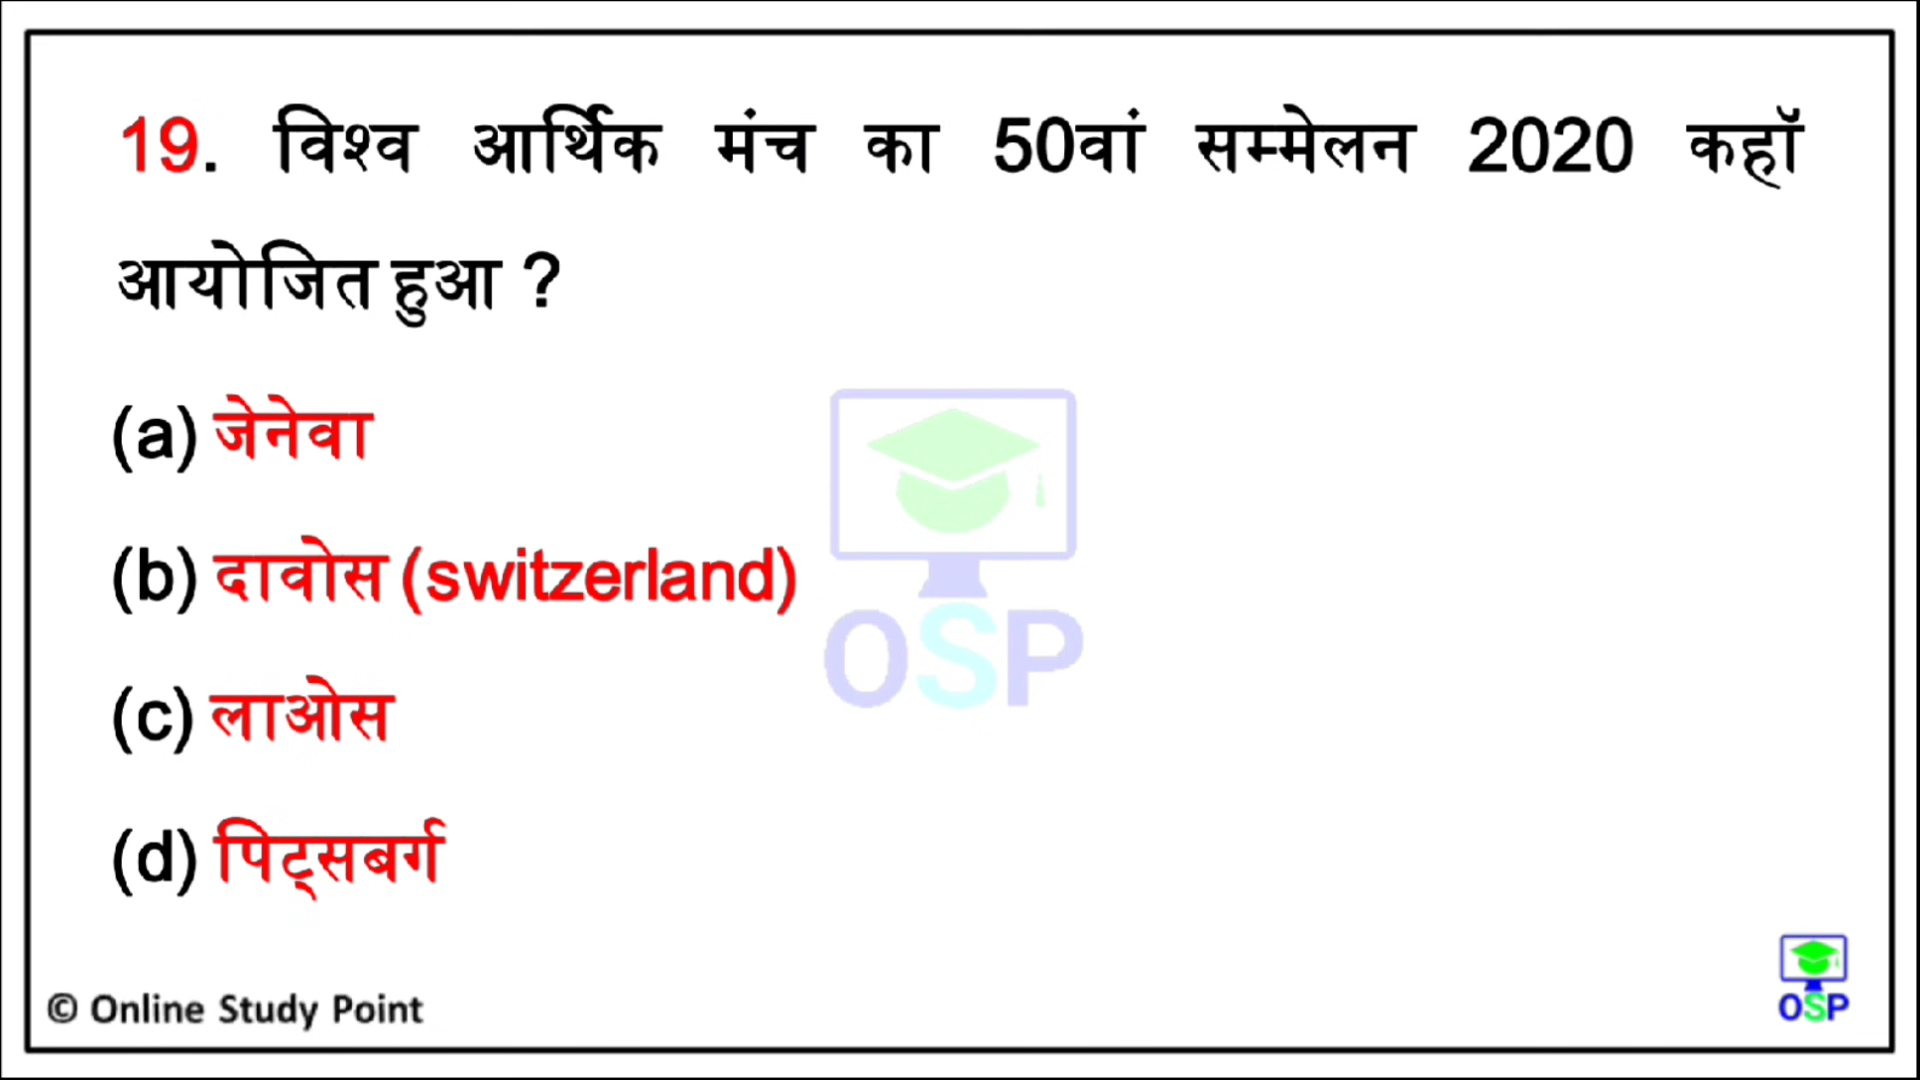 19. विश्व आर्थिक मंच का 50वां सम्मेलन 2020 कहॉ
आयोजित हुआ ?
(a) जेनेवा
(b) दावोस (switzerland)
(c) लाओस
(d) पिट्सबर्ग
OSP
© Online Study Point
OSP